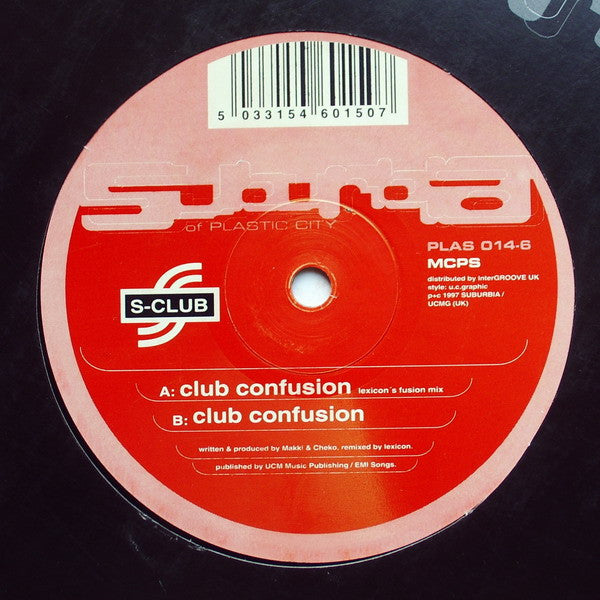 5 033154 601507
suburbia
of PLASTIC CITY
PLAS 014-6
MCPS
distributed by interGROOVE UK
style: u.c.graphic
p+c 1997 SUBURBIA /
UCMG (UK)
S-CLUB
A: club confusion lexicon´s fusion mix
B: club confusion
written & produced by Makki & Cheko. remixed by lexicon.
published by UCM Music Publishing / EMI Songs.